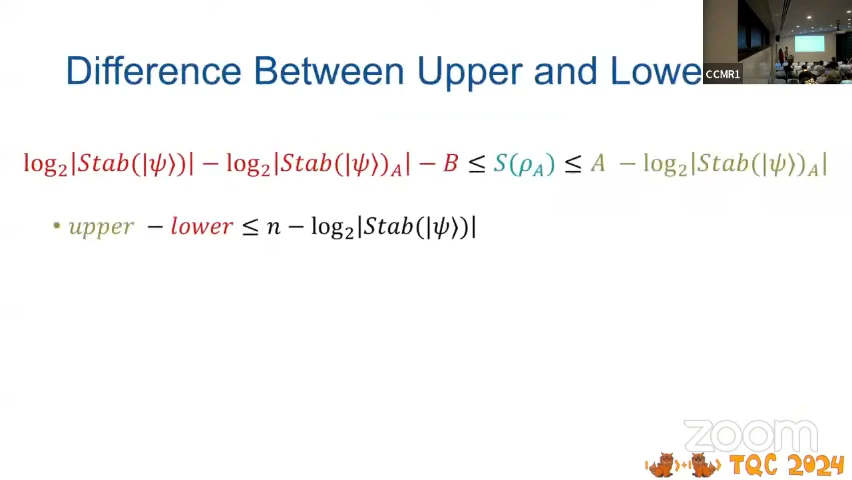 Difference Between Upper and Lowe
CCMR1
log₂|Stab(|ψ⟩)| − log₂|Stab(|ψ⟩)_A| − B ≤ S(ρ_A) ≤ A − log₂|Stab(|ψ⟩)_A|
• upper − lower ≤ n − log₂|Stab(|ψ⟩)|
zoom
TQC 2024